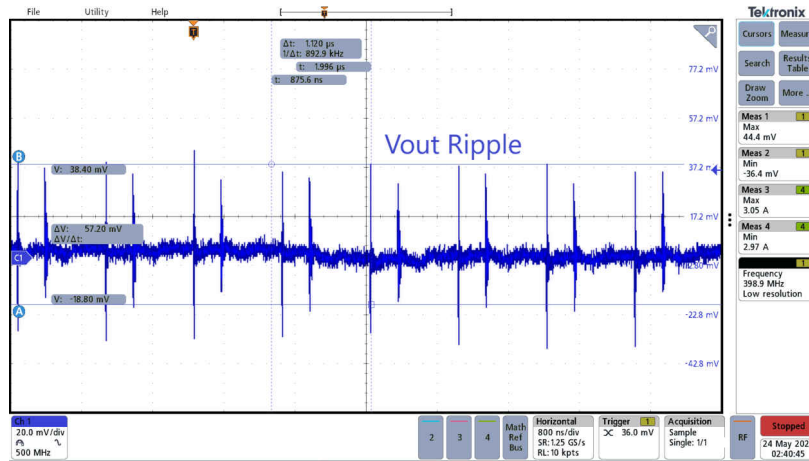 File Utility Help
Tektronix
T
T
Cursors Measure
Search Results Table
Draw Zoom More ...
Δt: 1.120 µs
1/Δt: 892.9 kHz
t: 1.996 µs
t: 875.6 ns
77.2 mV
57.2 mV
37.2 mV
17.2 mV
-22.8 mV
-42.8 mV
Vout Ripple
B
V: 38.40 mV
ΔV: 57.20 mV
ΔV/Δt:
C1
V: -18.80 mV
A
Meas 1 1
Max
44.4 mV
Meas 2 1
Min
-36.4 mV
Meas 3 4
Max
3.05 A
Meas 4 4
Min
2.97 A
1
Frequency
398.9 MHz
Low resolution
Ch 1
20.0 mV/div
500 MHz
2 3 4
Math
Ref
Bus
Horizontal
800 ns/div
SR: 1.25 GS/s
RL: 10 kpts
Trigger 1
36.0 mV
Acquisition
Sample
Single: 1/1
RF
Stopped
24 May 202
02:40:45